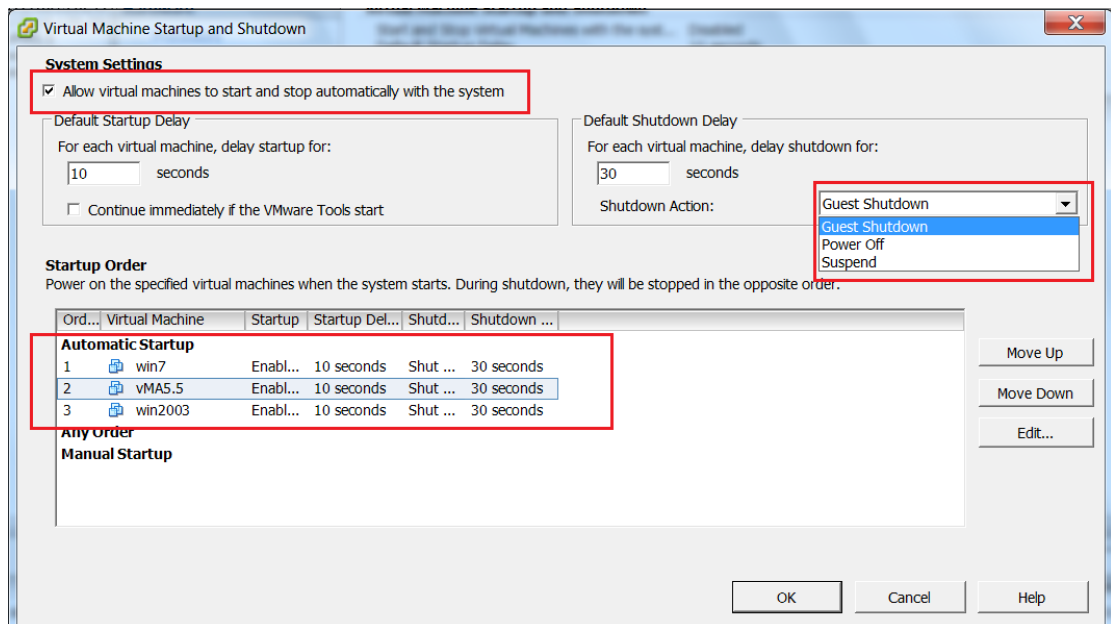 Virtual Machine Startup and Shutdown
System Settings
Allow virtual machines to start and stop automatically with the system
Default Startup Delay
For each virtual machine, delay startup for:
10 seconds
Continue immediately if the VMware Tools start
Default Shutdown Delay
For each virtual machine, delay shutdown for:
30 seconds
Shutdown Action: Guest Shutdown
Guest Shutdown
Power Off
Suspend
Startup Order
Power on the specified virtual machines when the system starts. During shutdown, they will be stopped in the opposite order.
Ord... Virtual Machine Startup Startup Del... Shutd... Shutdown ...
Automatic Startup
1 win7 Enabl... 10 seconds Shut ... 30 seconds
2 vMA5.5 Enabl... 10 seconds Shut ... 30 seconds
3 win2003 Enabl... 10 seconds Shut ... 30 seconds
Any Order
Manual Startup
Move Up
Move Down
Edit...
OK Cancel Help